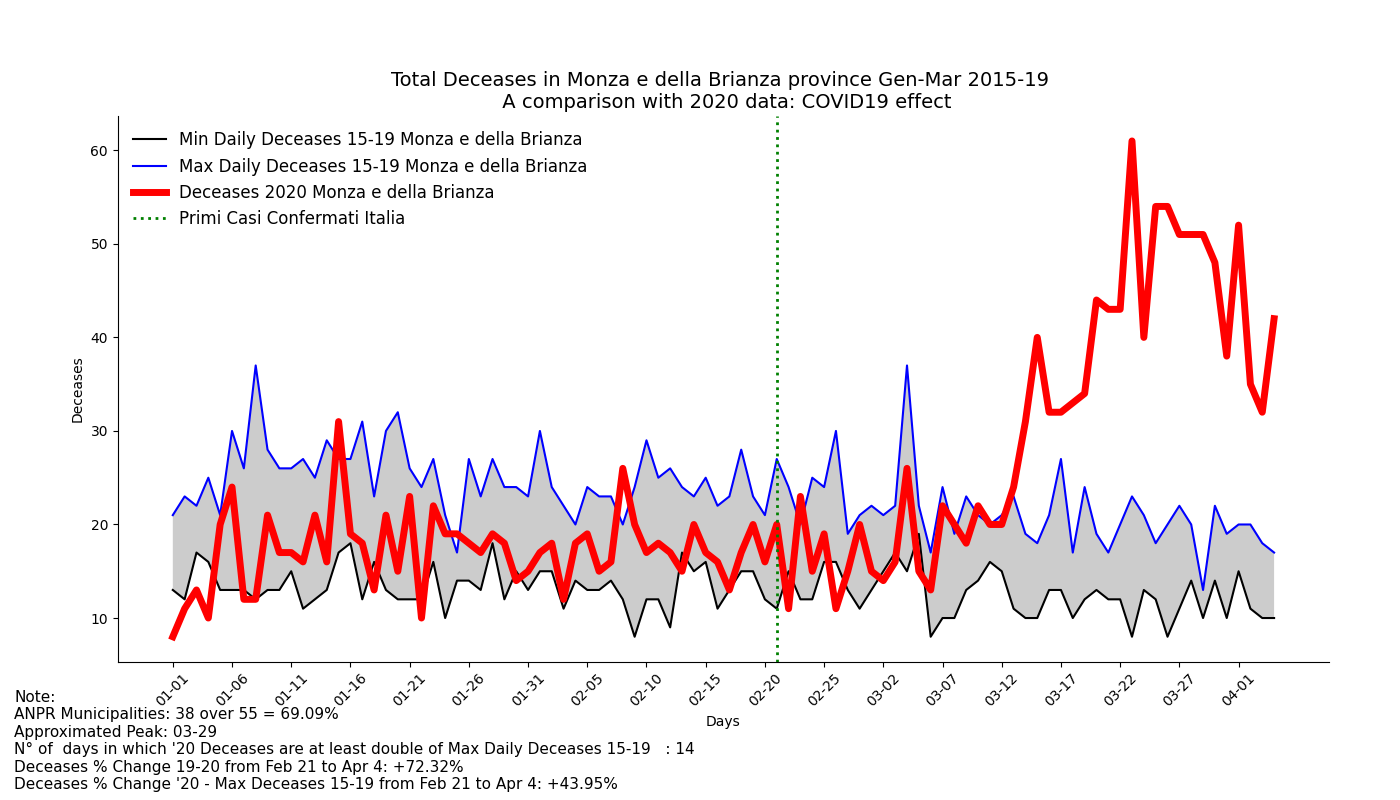 Total Deceases in Monza e della Brianza province Gen-Mar 2015-19
A comparison with 2020 data: COVID19 effect
Min Daily Deceases 15-19 Monza e della Brianza
Max Daily Deceases 15-19 Monza e della Brianza
Deceases 2020 Monza e della Brianza
Primi Casi Confermati Italia
Deceases
60
50
40
30
20
10
01-01 01-06 01-11 01-16 01-21 01-26 01-31 02-05 02-10 02-15 02-20 02-25 03-02 03-07 03-12 03-17 03-22 03-27 04-01
Days
Note:
ANPR Municipalities: 38 over 55 = 69.09%
Approximated Peak: 03-29
N° of  days in which '20 Deceases are at least double of Max Daily Deceases 15-19   : 14
Deceases % Change 19-20 from Feb 21 to Apr 4: +72.32%
Deceases % Change '20 - Max Deceases 15-19 from Feb 21 to Apr 4: +43.95%